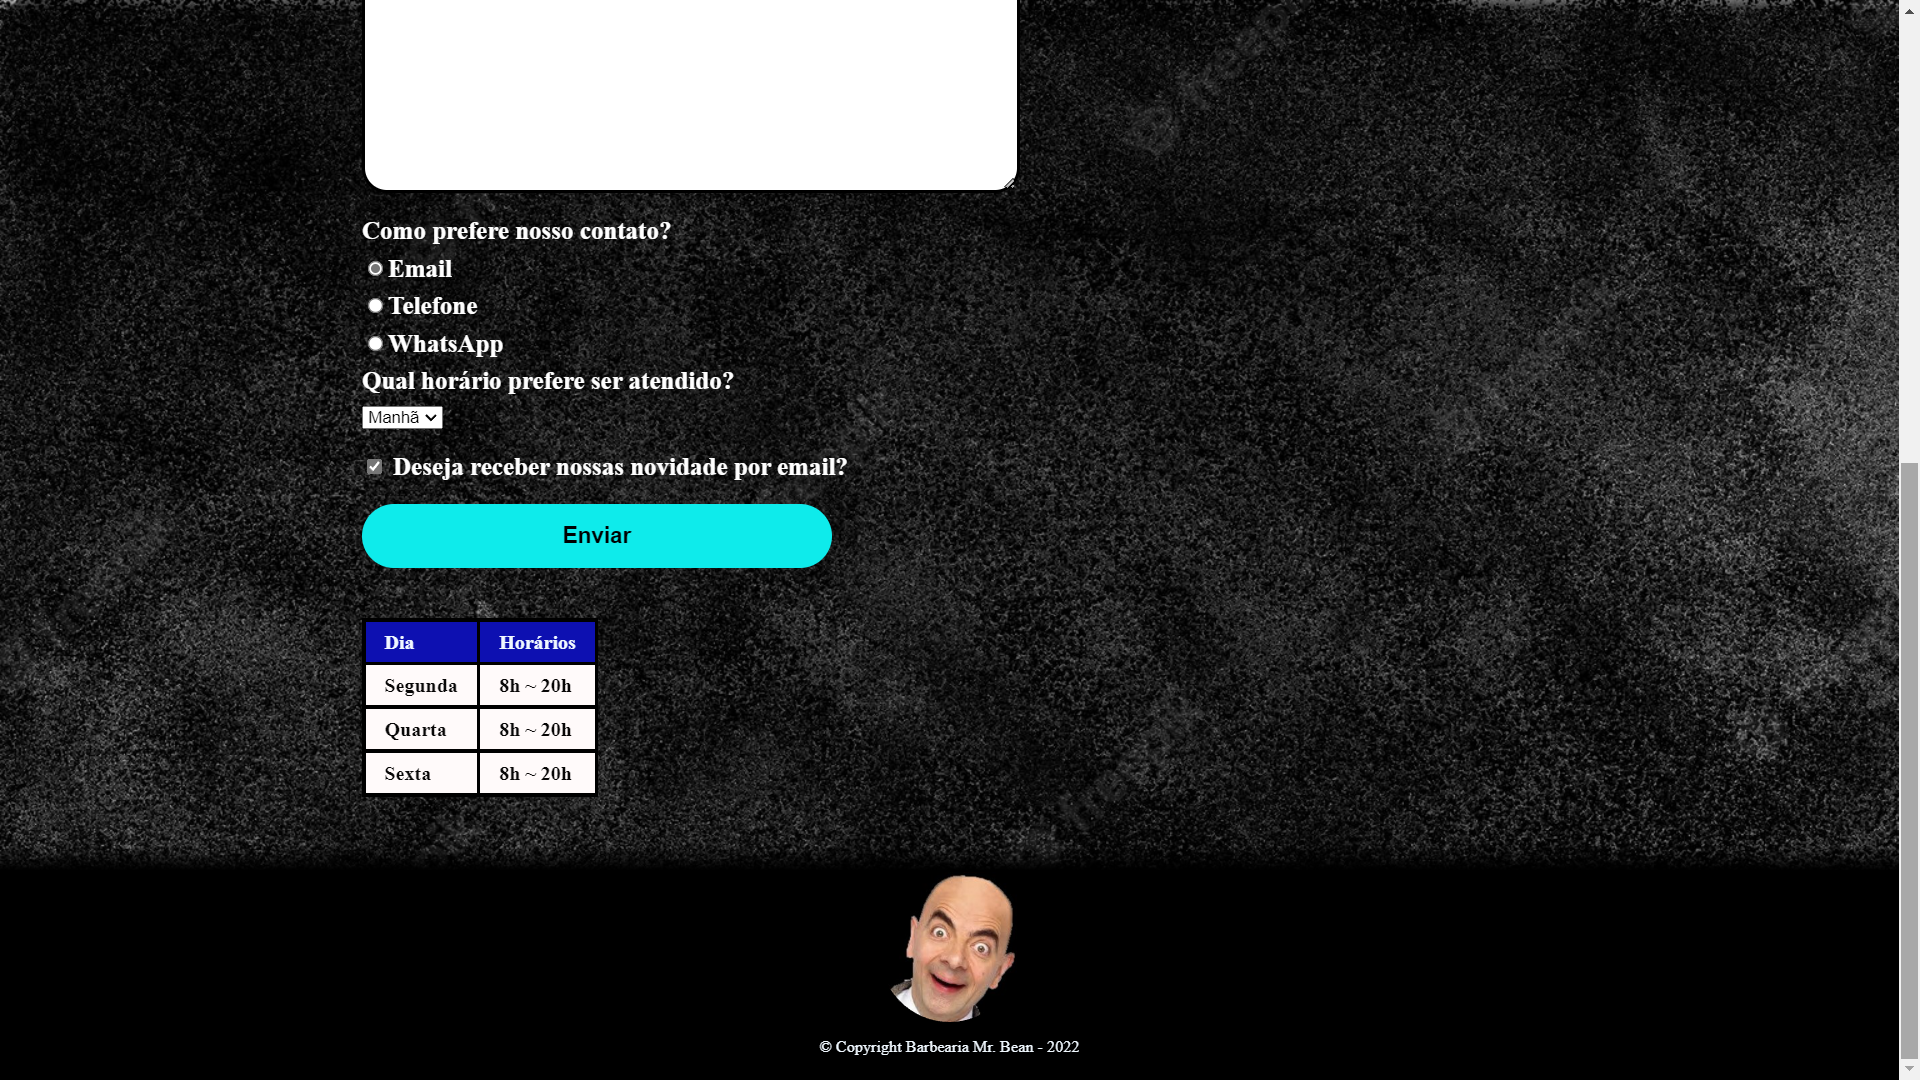 Como prefere nosso contato?
Email
Telefone
WhatsApp
Qual horário prefere ser atendido?
Manhã
Deseja receber nossas novidade por email?
Enviar
Dia Horários
Segunda 8h ~ 20h
Quarta 8h ~ 20h
Sexta 8h ~ 20h
© Copyright Barbearia Mr. Bean - 2022